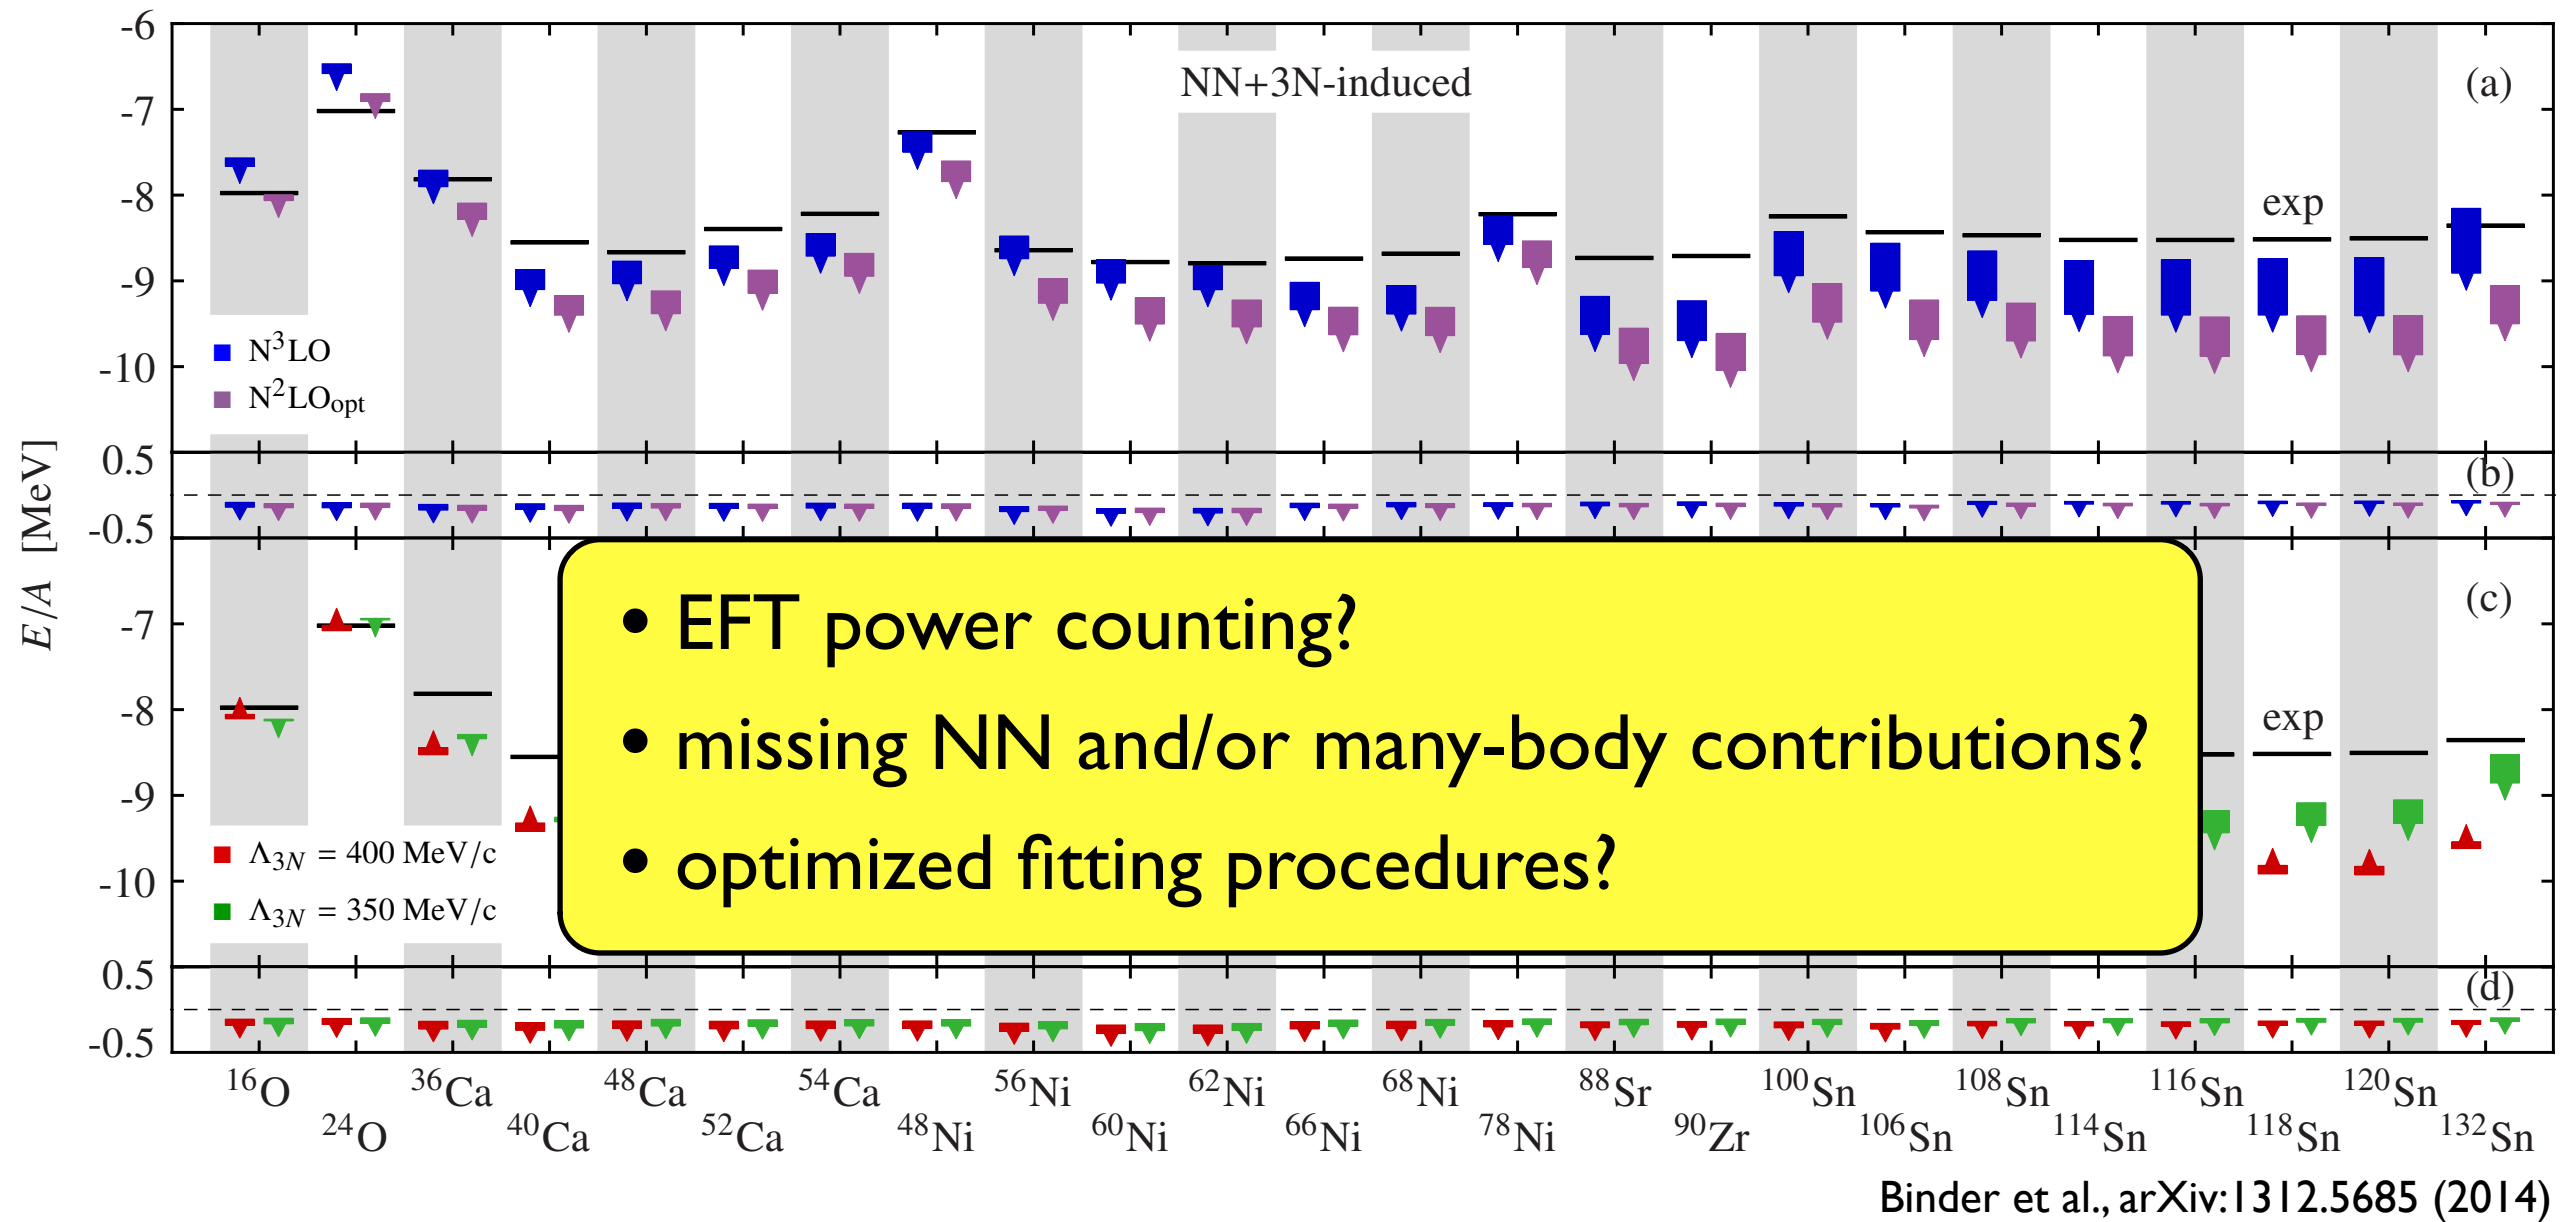 -6
NN+3N-induced
(a)
-7
-8
exp
-9
N³LO
-10
N²LOopt
0.5
(b)
-0.5
E/A [MeV]
(c)
• EFT power counting?
-7
-8
exp
• missing NN and/or many-body contributions?
-9
Λ3N = 400 MeV/c
• optimized fitting procedures?
-10
Λ3N = 350 MeV/c
0.5
(d)
-0.5
¹⁶O ³⁶Ca ⁴⁸Ca ⁵⁴Ca ⁵⁶Ni ⁶²Ni ⁶⁸Ni ⁸⁸Sr ¹⁰⁰Sn ¹⁰⁸Sn ¹¹⁶Sn ¹²⁰Sn
²⁴O ⁴⁰Ca ⁵²Ca ⁴⁸Ni ⁶⁰Ni ⁶⁶Ni ⁷⁸Ni ⁹⁰Zr ¹⁰⁶Sn ¹¹⁴Sn ¹¹⁸Sn ¹³²Sn
Binder et al., arXiv:1312.5685 (2014)